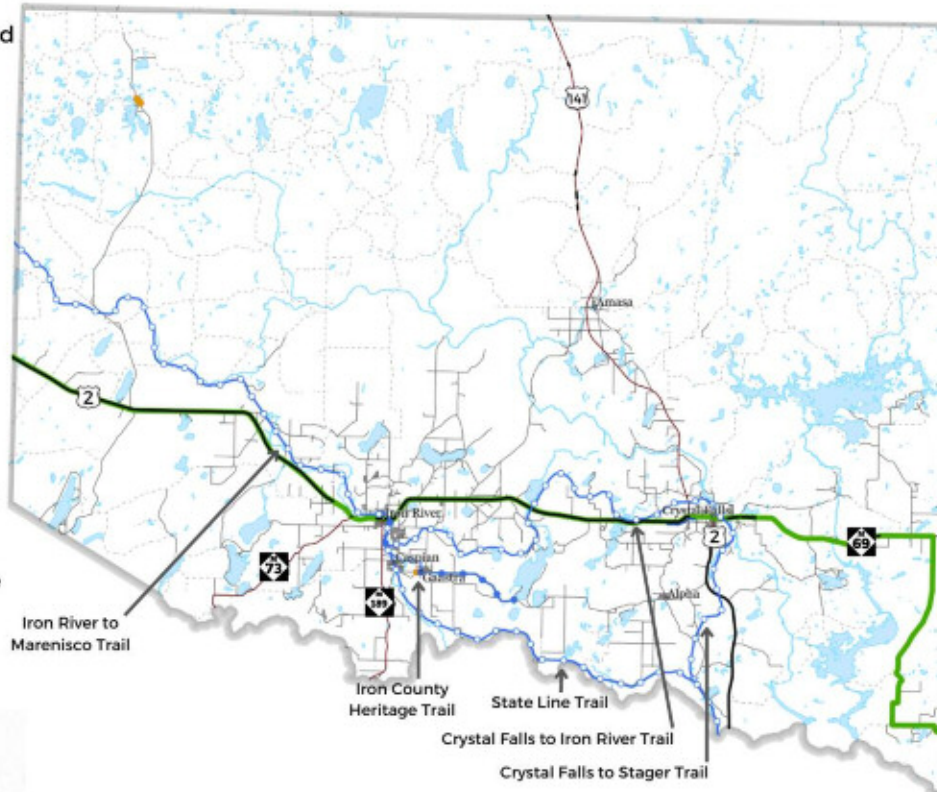 d
141
Amasa
2
Iron River
Crystal Falls
2
M
69
Caspian
Gaastra
M
73
M
189
Alpha
Iron River to
Marenisco Trail
Iron County
Heritage Trail
State Line Trail
Crystal Falls to Iron River Trail
Crystal Falls to Stager Trail